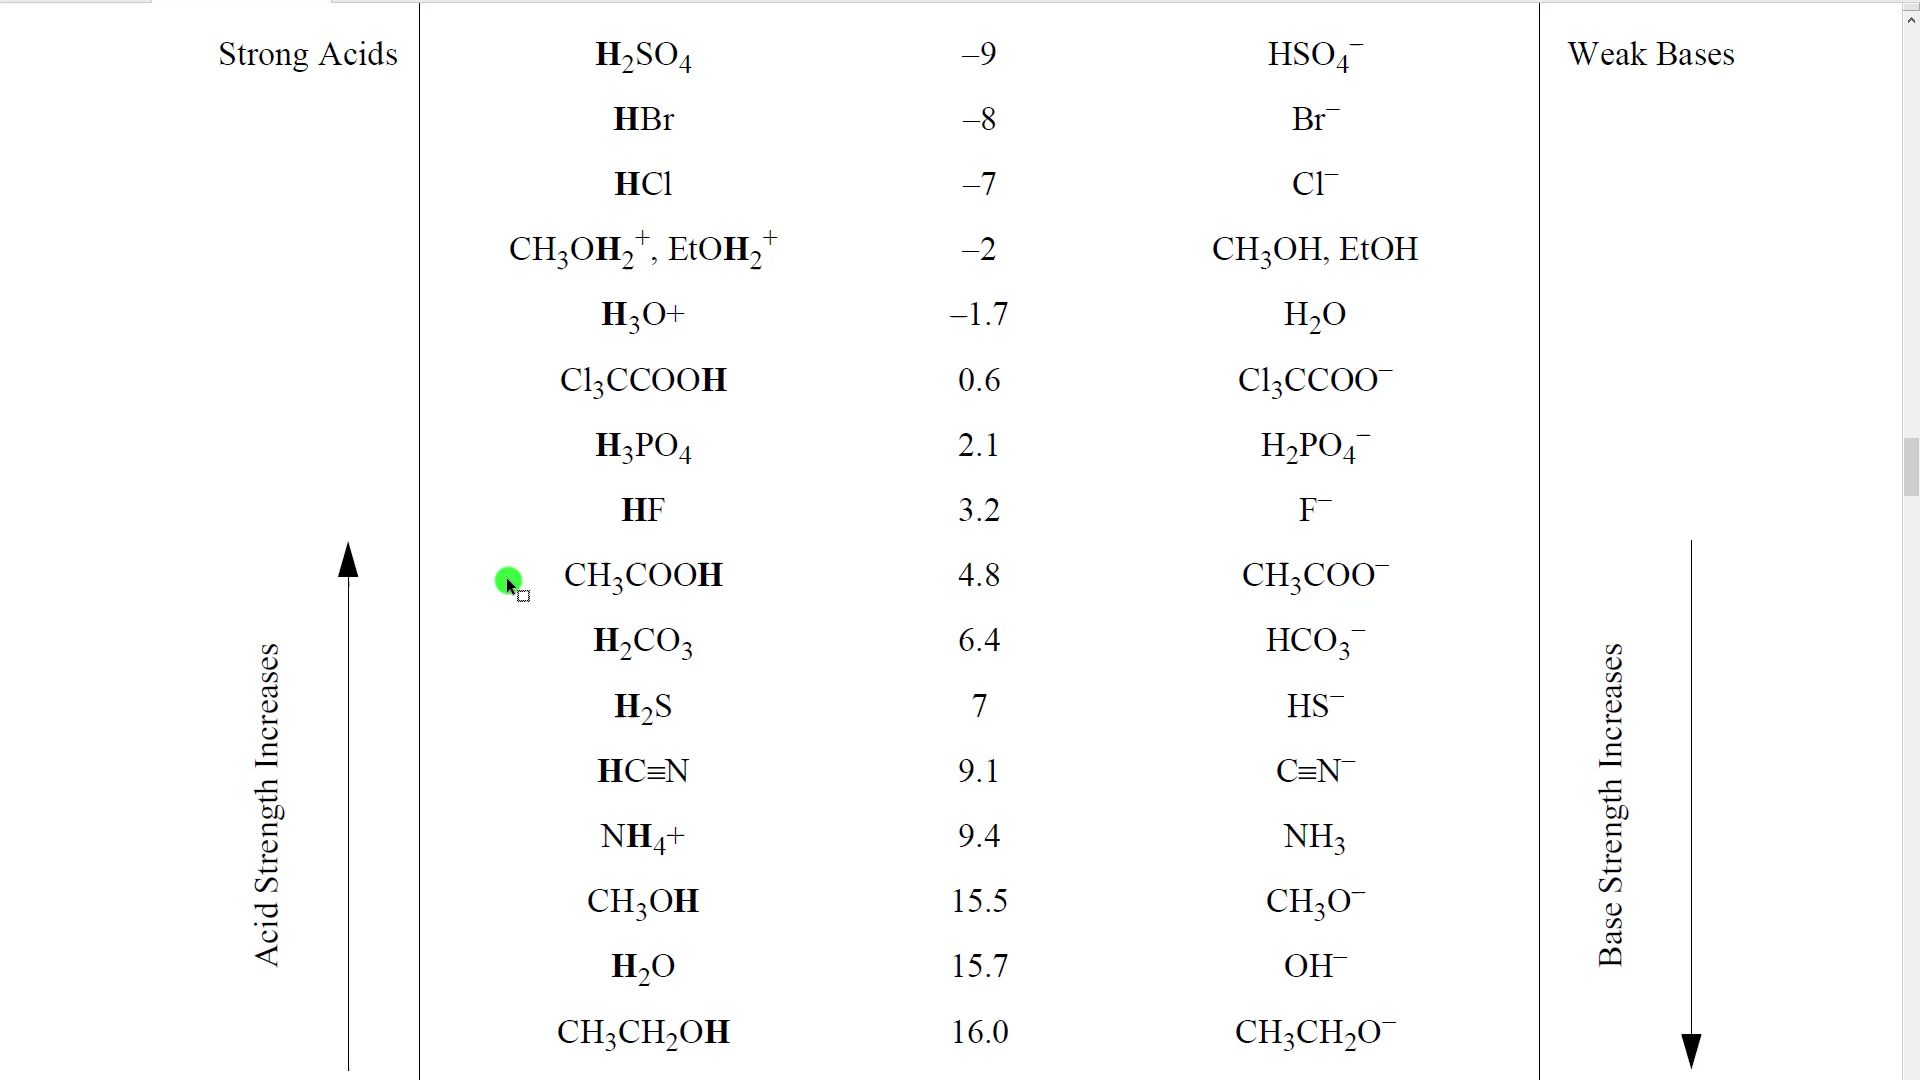 Strong Acids H₂SO₄ –9 HSO₄⁻ Weak Bases
HBr –8 Br⁻
HCl –7 Cl⁻
CH₃OH₂⁺, EtOH₂⁺ –2 CH₃OH, EtOH
H₃O+ –1.7 H₂O
Cl₃CCOOH 0.6 Cl₃CCOO⁻
H₃PO₄ 2.1 H₂PO₄⁻
HF 3.2 F⁻
CH₃COOH 4.8 CH₃COO⁻
H₂CO₃ 6.4 HCO₃⁻
H₂S 7 HS⁻
HC≡N 9.1 C≡N⁻
NH₄+ 9.4 NH₃
CH₃OH 15.5 CH₃O⁻
H₂O 15.7 OH⁻
CH₃CH₂OH 16.0 CH₃CH₂O⁻
Acid Strength Increases
Base Strength Increases